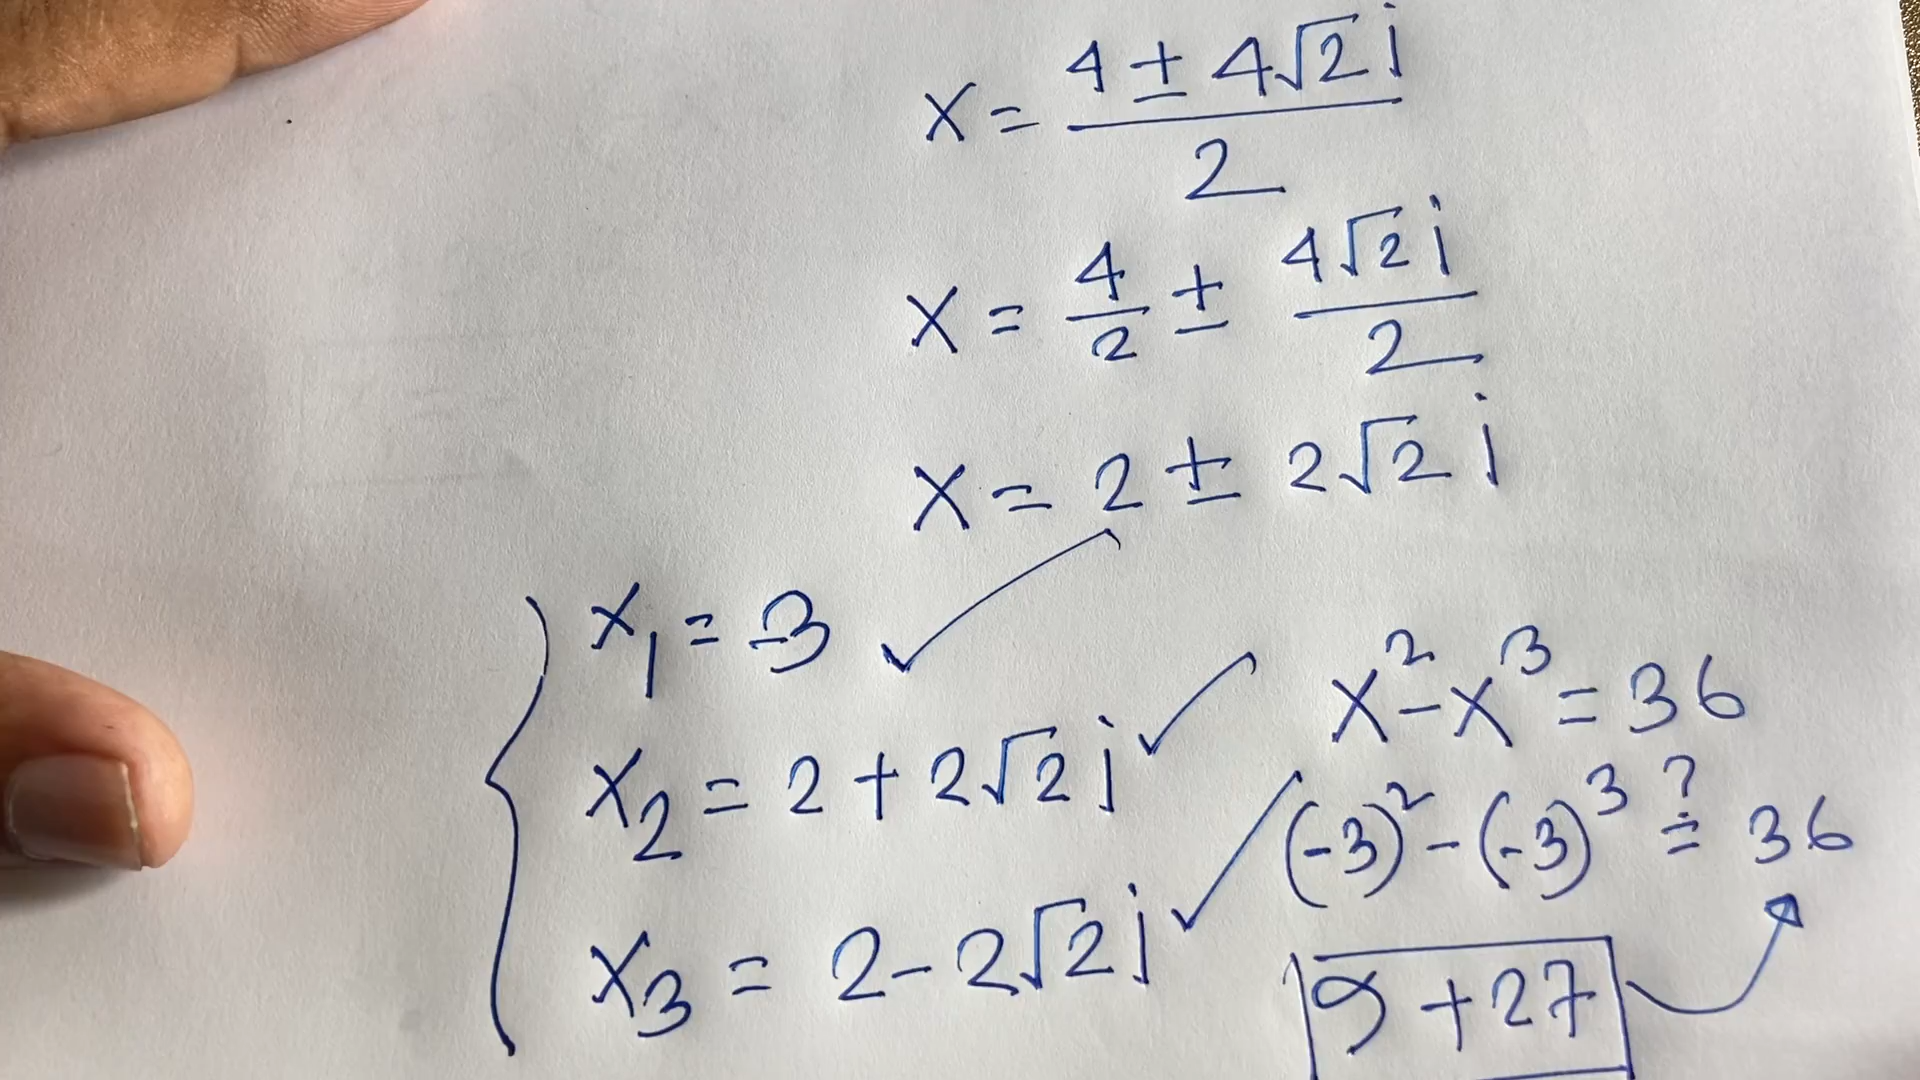 x = (4 ± 4√2 i) / 2
x = 4/2 ± 4√2 i / 2
x = 2 ± 2√2 i
x₁ = -3 ✓
x₂ = 2 + 2√2 i ✓
x₃ = 2 - 2√2 i ✓
x² - x³ = 36
(-3)² - (-3)³ ≟ 36
9 + 27